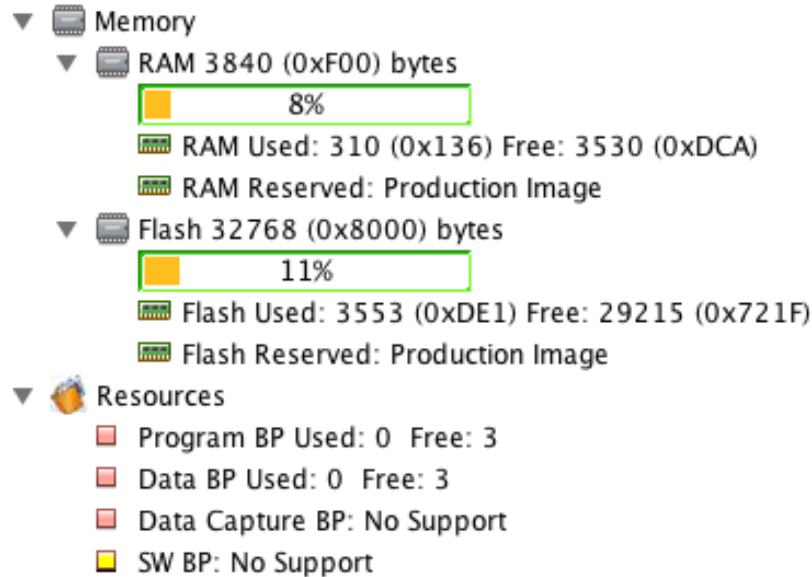 Memory
RAM 3840 (0xF00) bytes
8%
RAM Used: 310 (0x136) Free: 3530 (0xDCA)
RAM Reserved: Production Image
Flash 32768 (0x8000) bytes
11%
Flash Used: 3553 (0xDE1) Free: 29215 (0x721F)
Flash Reserved: Production Image
Resources
Program BP Used: 0 Free: 3
Data BP Used: 0 Free: 3
Data Capture BP: No Support
SW BP: No Support